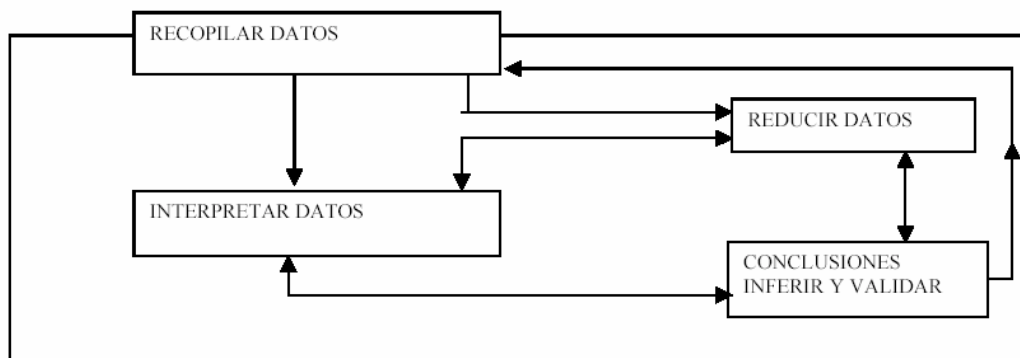 RECOPILAR DATOS
REDUCIR DATOS
INTERPRETAR DATOS
CONCLUSIONES
INFERIR Y VALIDAR